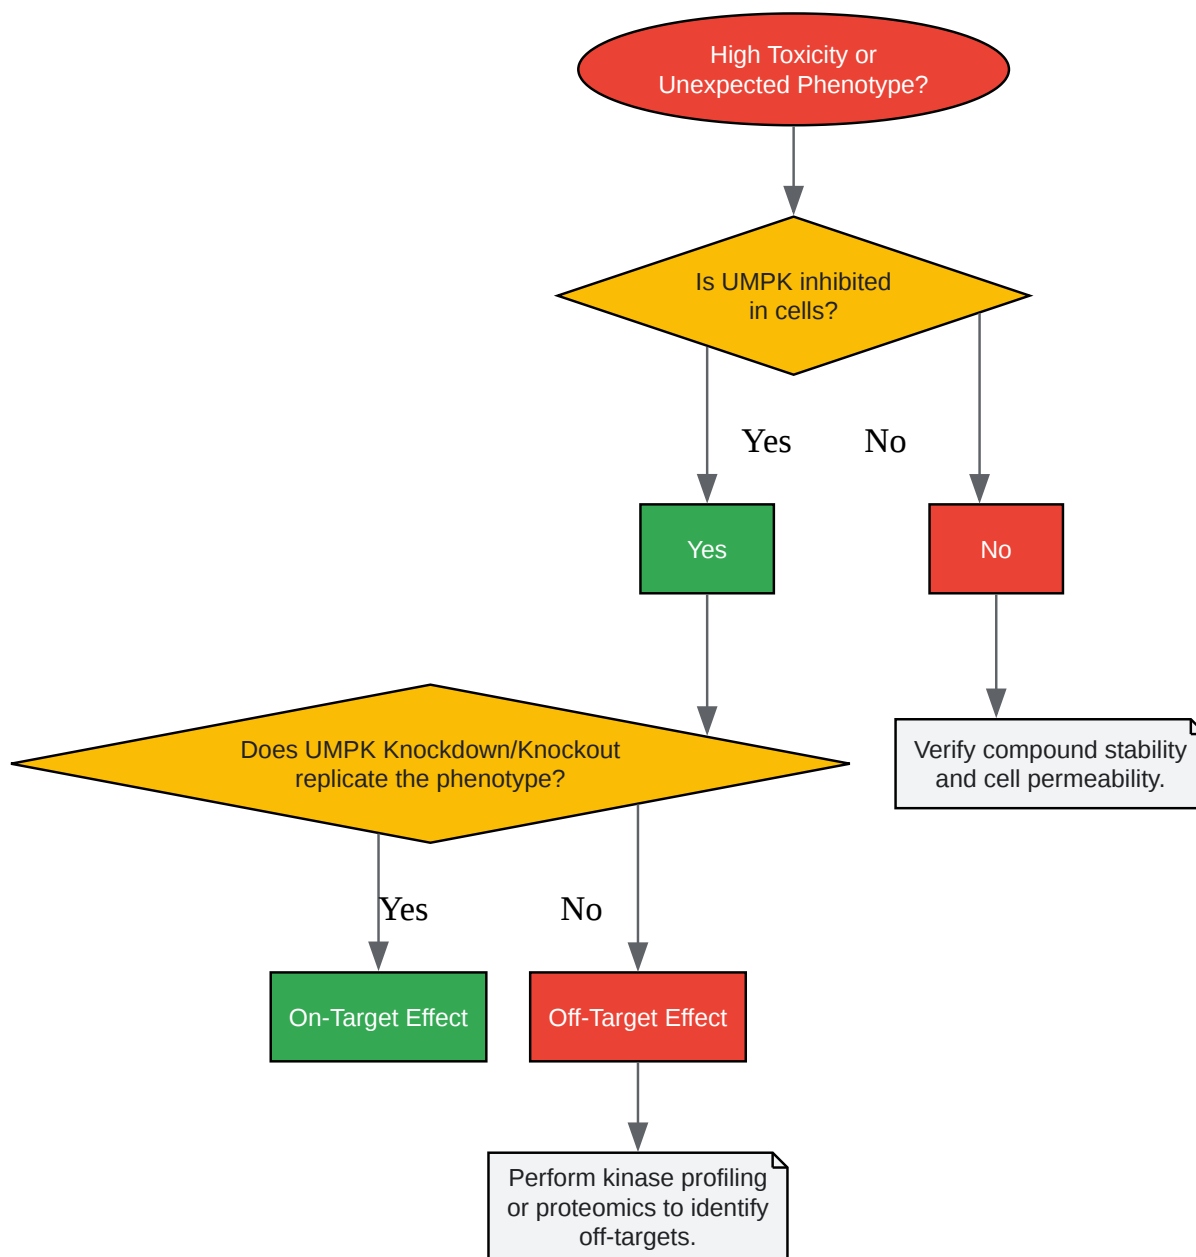 High Toxicity or
Unexpected Phenotype?
Is UMPK inhibited
in cells?
Yes
No
Yes
No
Does UMPK Knockdown/Knockout
replicate the phenotype?
Verify compound stability
and cell permeability.
Yes
No
On-Target Effect
Off-Target Effect
Perform kinase profiling
or proteomics to identify
off-targets.